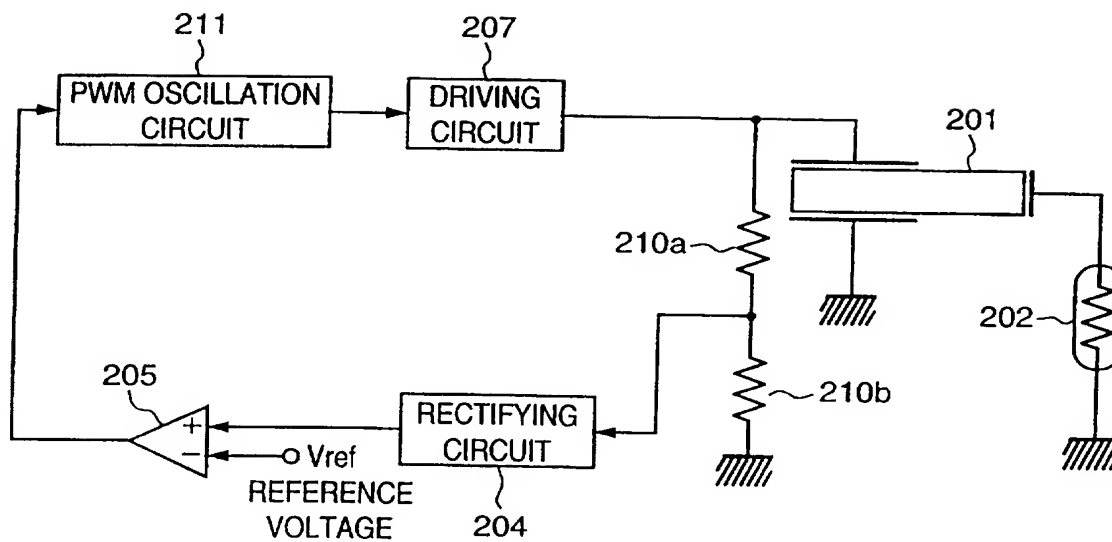 211
207
PWM OSCILLATION
CIRCUIT
DRIVING
CIRCUIT
201
210a
202
205
+
−
Vref
REFERENCE
VOLTAGE
RECTIFYING
CIRCUIT
204
210b